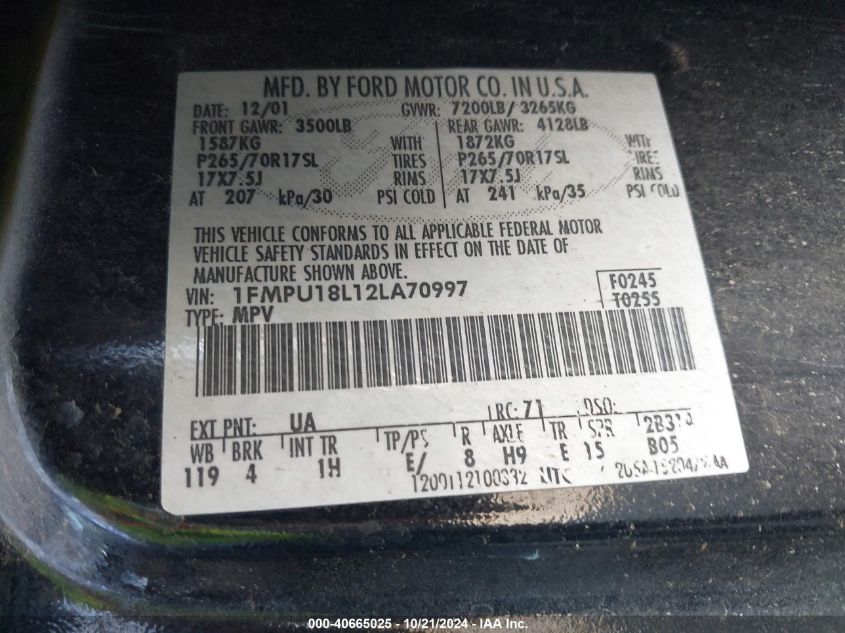 MFD. BY FORD MOTOR CO. IN U.S.A.
DATE: 12/01 GVWR: 7200LB/ 3265KG
FRONT GAWR: 3500LB REAR GAWR: 4128LB
1587KG WITH 1872KG WITH
P265/70R17SL TIRES P265/70R17SL TIRES
17X7.5J RIMS 17X7.5J RIMS
AT 207 kPa/30 PSI COLD AT 241 kPa/35 PSI COLD
THIS VEHICLE CONFORMS TO ALL APPLICABLE FEDERAL MOTOR
VEHICLE SAFETY STANDARDS IN EFFECT ON THE DATE OF
MANUFACTURE SHOWN ABOVE.
VIN: 1FMPU18L12LA70997 F0245
TYPE: MPV T0255
EXT PNT: UA RC: 71 DSO:
WB BRK INT TR TP/PS R AXLE TR SPR
119 4 1H E/ 8 H9 E 15 B05
000-40665025 - 10/21/2024 - IAA Inc.